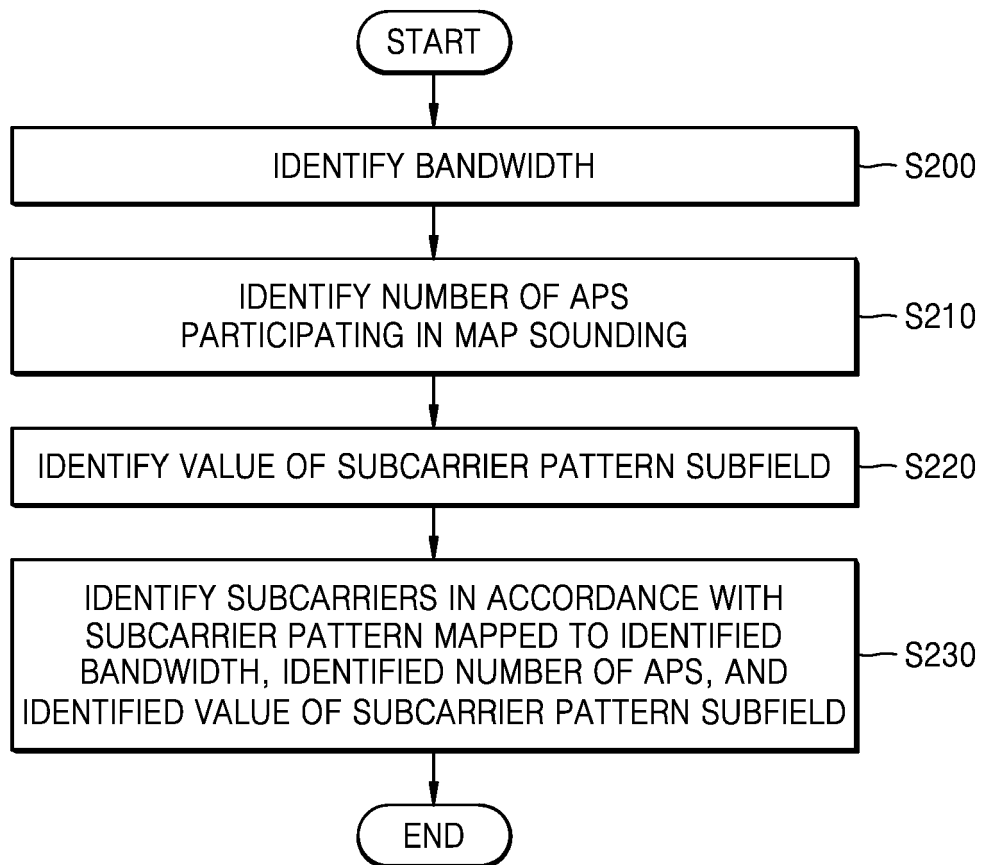 START
IDENTIFY BANDWIDTH
S200
IDENTIFY NUMBER OF APS
PARTICIPATING IN MAP SOUNDING
S210
IDENTIFY VALUE OF SUBCARRIER PATTERN SUBFIELD
S220
IDENTIFY SUBCARRIERS IN ACCORDANCE WITH
SUBCARRIER PATTERN MAPPED TO IDENTIFIED
BANDWIDTH, IDENTIFIED NUMBER OF APS, AND
IDENTIFIED VALUE OF SUBCARRIER PATTERN SUBFIELD
S230
END